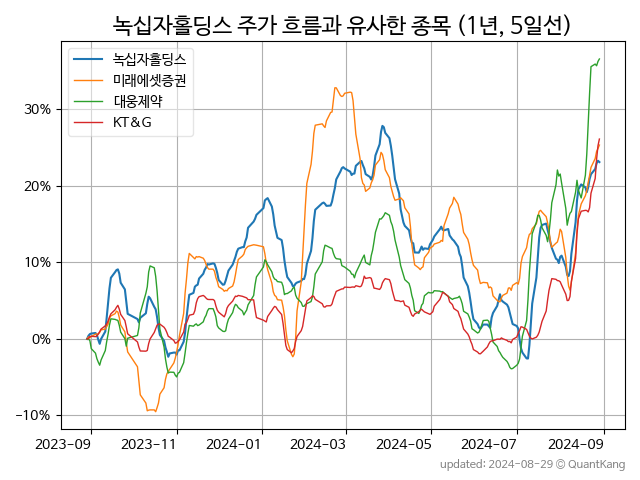 녹십자홀딩스 주가 흐름과 유사한 종목 (1년, 5일선)
녹십자홀딩스
미래에셋증권
대웅제약
KT&G
30%
20%
10%
0%
-10%
2023-09
2023-11
2024-01
2024-03
2024-05
2024-07
2024-09
updated: 2024-08-29 © QuantKang